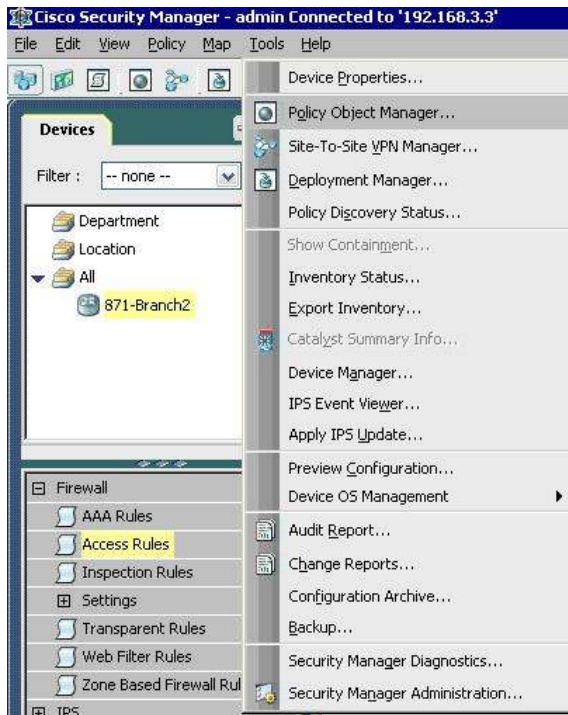 Cisco Security Manager - admin Connected to '192.168.3.3'
File Edit View Policy Map Tools Help
Devices
Filter : -- none --
Department
Location
All
871-Branch2
Firewall
AAA Rules
Access Rules
Inspection Rules
Settings
Transparent Rules
Web Filter Rules
Zone Based Firewall Rul
IPS
Device Properties...
Policy Object Manager...
Site-To-Site VPN Manager...
Deployment Manager...
Policy Discovery Status...
Show Containment...
Inventory Status...
Export Inventory...
Catalyst Summary Info...
Device Manager...
IPS Event Viewer...
Apply IPS Update...
Preview Configuration...
Device OS Management
Audit Report...
Change Reports...
Configuration Archive...
Backup...
Security Manager Diagnostics...
Security Manager Administration...